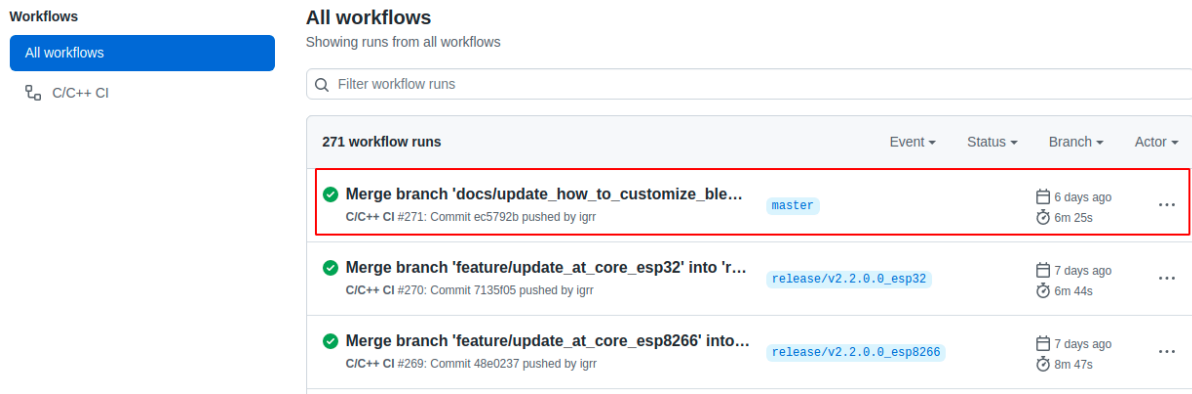 Workflows
All workflows
C/C++ CI
All workflows
Showing runs from all workflows
Filter workflow runs
271 workflow runs Event Status Branch Actor
Merge branch 'docs/update_how_to_customize_ble…
C/C++ CI #271: Commit ec5792b pushed by igrr
master
6 days ago
6m 25s
Merge branch 'feature/update_at_core_esp32' into 'r…
C/C++ CI #270: Commit 7135f05 pushed by igrr
release/v2.2.0.0_esp32
7 days ago
6m 44s
Merge branch 'feature/update_at_core_esp8266' into…
C/C++ CI #269: Commit 48e0237 pushed by igrr
release/v2.2.0.0_esp8266
7 days ago
8m 47s